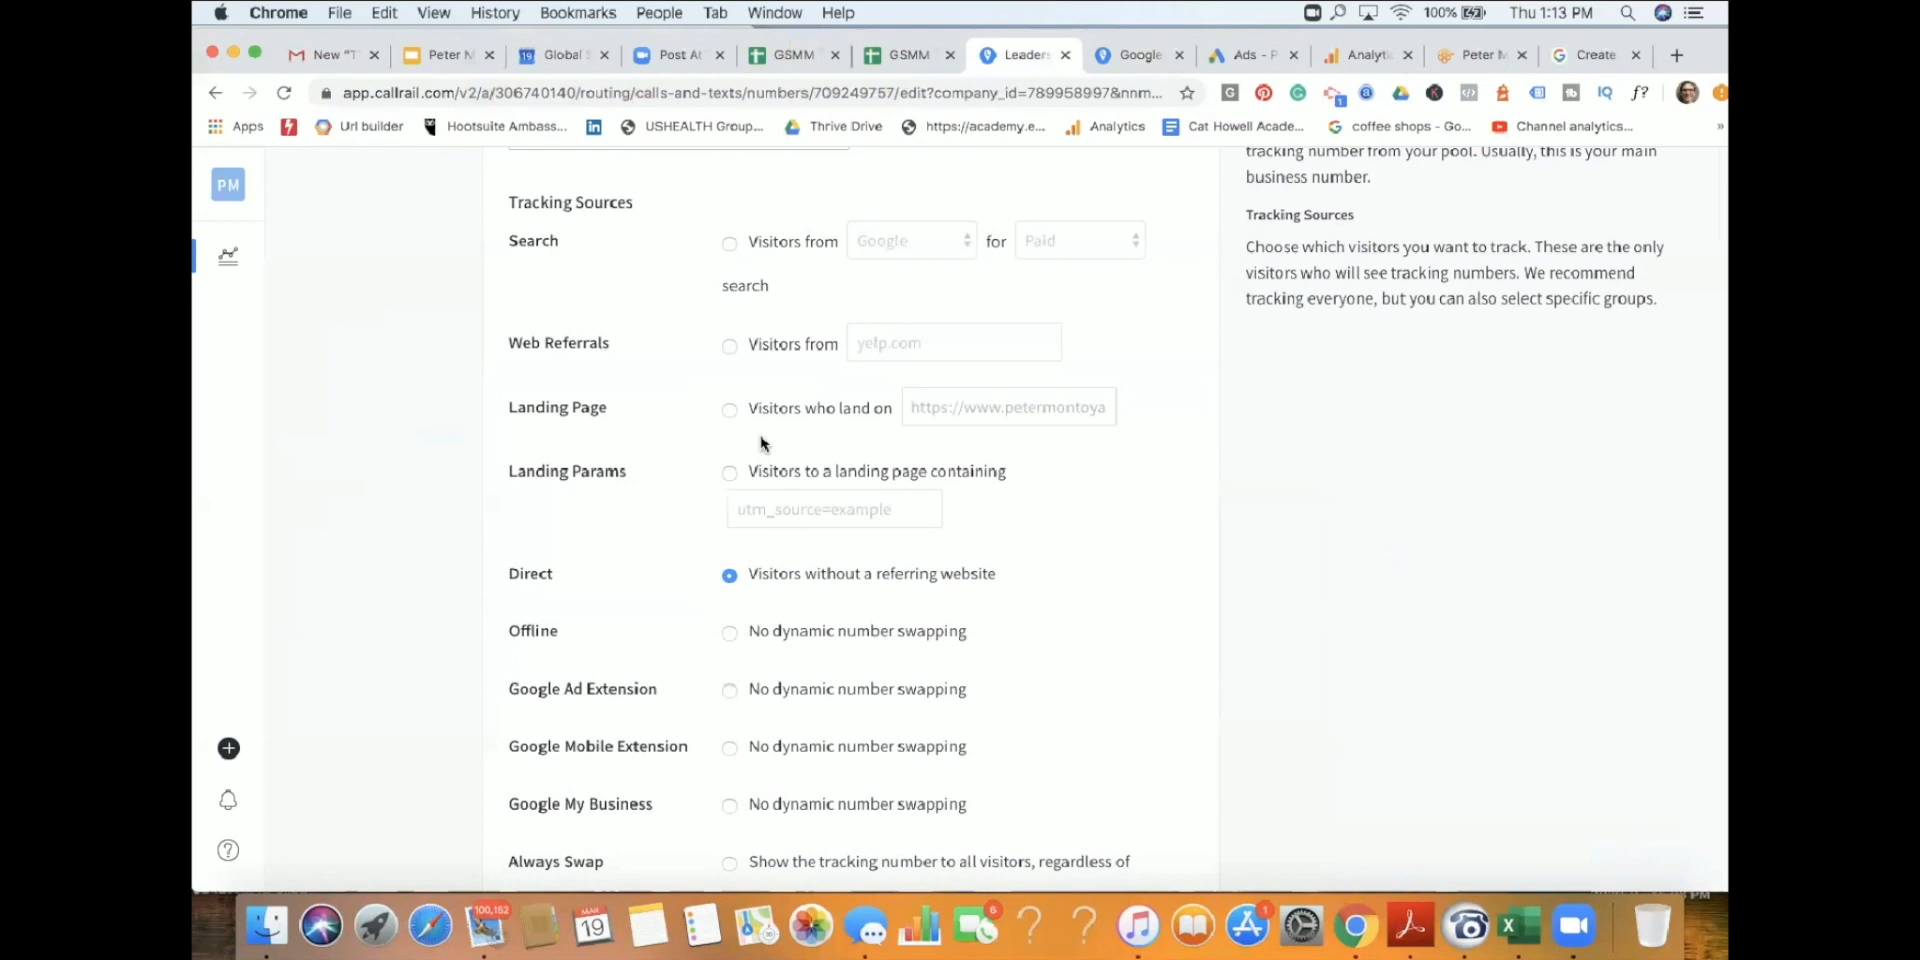 Chrome File Edit View History Bookmarks People Tab Window Help 100% Thu 1:13 PM
New "T Peter M Global S Post At GSMM GSMM Leader Google Ads - P Analytic Peter M Create
app.callrail.com/v2/a/306740140/routing/calls-and-texts/numbers/709249757/edit?company_id=789958997&nnm...
Apps Url builder Hootsuite Ambass... USHEALTH Group... Thrive Drive https://academy.e... Analytics Cat Howell Acade... coffee shops - Go... Channel analytics... »
PM
tracking number from your pool. Usually, this is your main
business number.
Tracking Sources
Choose which visitors you want to track. These are the only
visitors who will see tracking numbers. We recommend
tracking everyone, but you can also select specific groups.
Tracking Sources
Search Visitors from Google for Paid
search
Web Referrals Visitors from yelp.com
Landing Page Visitors who land on https://www.petermontoya
Landing Params Visitors to a landing page containing
utm_source=example
Direct Visitors without a referring website
Offline No dynamic number swapping
Google Ad Extension No dynamic number swapping
Google Mobile Extension No dynamic number swapping
Google My Business No dynamic number swapping
Always Swap Show the tracking number to all visitors, regardless of
100,152
MAR
19
6
1